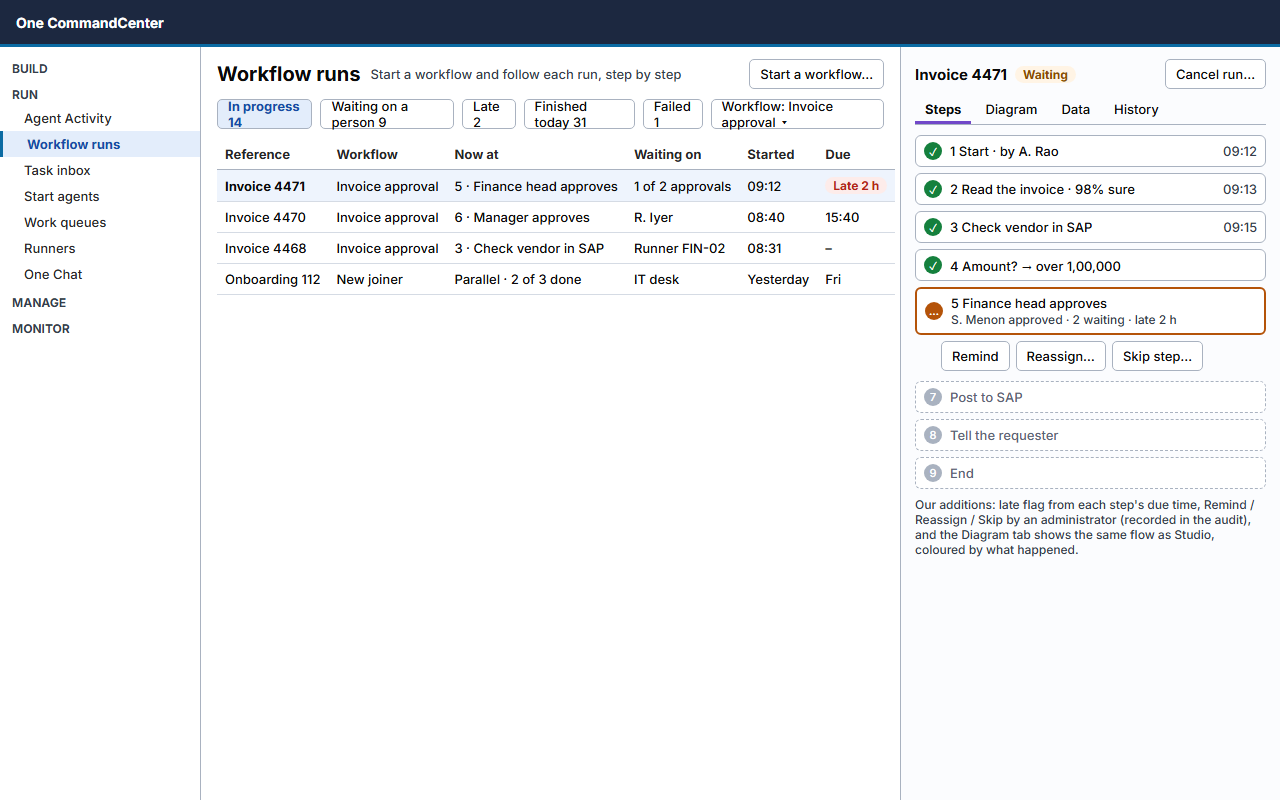 One CommandCenter
BUILD
RUN
Agent Activity
Workflow runs
Task inbox
Start agents
Work queues
Runners
One Chat
MANAGE
MONITOR
Workflow runs Start a workflow and follow each run, step by step Start a workflow...
In progress 14
Waiting on a person 9
Late 2
Finished today 31
Failed 1
Workflow: Invoice approval ▾
Reference Workflow Now at Waiting on Started Due
Invoice 4471 Invoice approval 5 · Finance head approves 1 of 2 approvals 09:12 Late 2 h
Invoice 4470 Invoice approval 6 · Manager approves R. Iyer 08:40 15:40
Invoice 4468 Invoice approval 3 · Check vendor in SAP Runner FIN-02 08:31 –
Onboarding 112 New joiner Parallel · 2 of 3 done IT desk Yesterday Fri
Invoice 4471 Waiting Cancel run...
Steps Diagram Data History
✓ 1 Start · by A. Rao 09:12
✓ 2 Read the invoice · 98% sure 09:13
✓ 3 Check vendor in SAP 09:15
✓ 4 Amount? → over 1,00,000
... 5 Finance head approves
S. Menon approved · 2 waiting · late 2 h
Remind Reassign... Skip step...
7 Post to SAP
8 Tell the requester
9 End
Our additions: late flag from each step's due time, Remind /
Reassign / Skip by an administrator (recorded in the audit),
and the Diagram tab shows the same flow as Studio,
coloured by what happened.